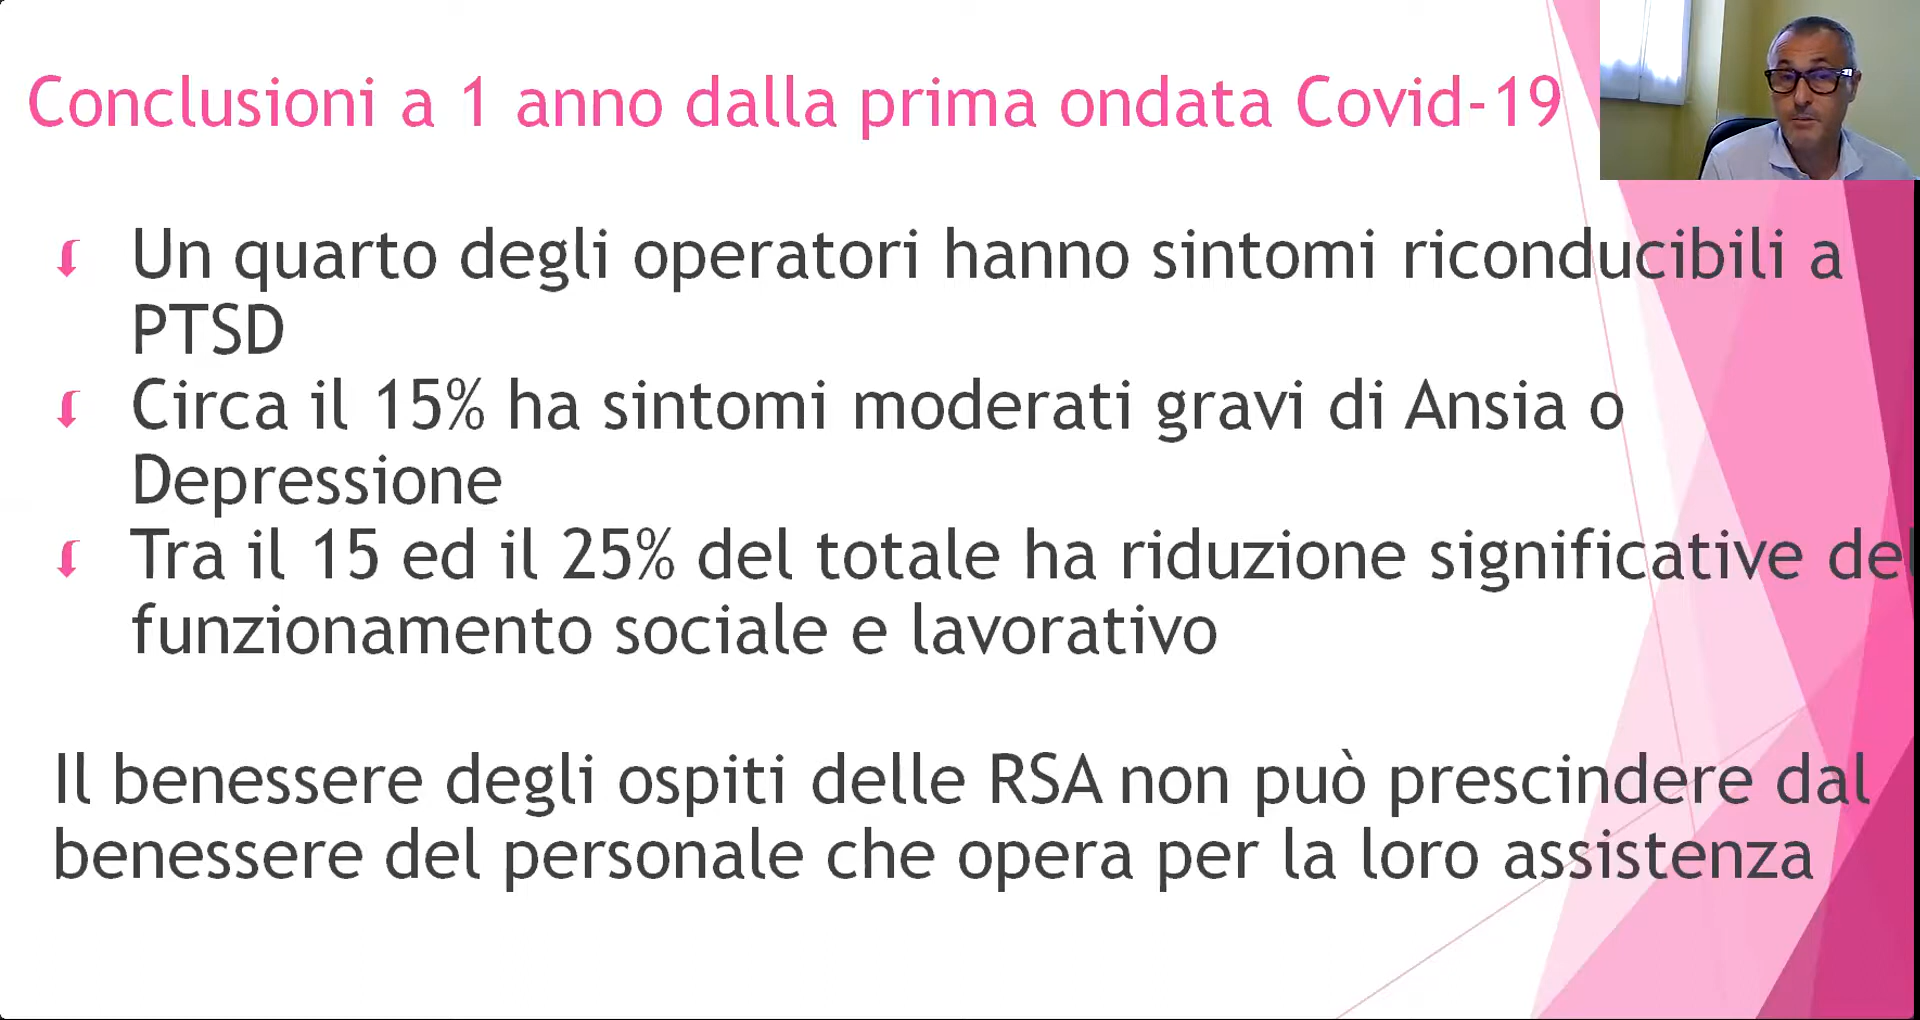 Conclusioni a 1 anno dalla prima ondata Covid-19
Un quarto degli operatori hanno sintomi riconducibili a
PTSD
Circa il 15% ha sintomi moderati gravi di Ansia o
Depressione
Tra il 15 ed il 25% del totale ha riduzione significative del
funzionamento sociale e lavorativo
Il benessere degli ospiti delle RSA non può prescindere dal
benessere del personale che opera per la loro assistenza